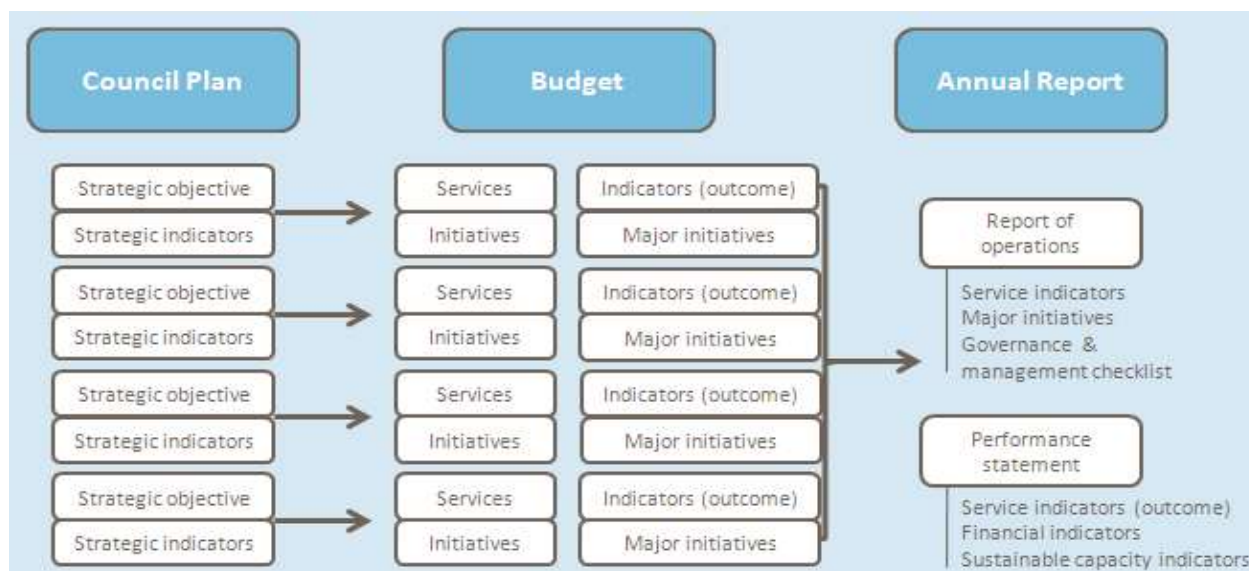 Council Plan
Budget
Annual Report
Strategic objective
Strategic indicators
Services
Initiatives
Indicators (outcome)
Major initiatives
Strategic objective
Strategic indicators
Services
Initiatives
Indicators (outcome)
Major initiatives
Strategic objective
Strategic indicators
Services
Initiatives
Indicators (outcome)
Major initiatives
Strategic objective
Strategic indicators
Services
Initiatives
Indicators (outcome)
Major initiatives
Report of
operations
Service indicators
Major initiatives
Governance &
management checklist
Performance
statement
Service indicators (outcome)
Financial indicators
Sustainable capacity indicators